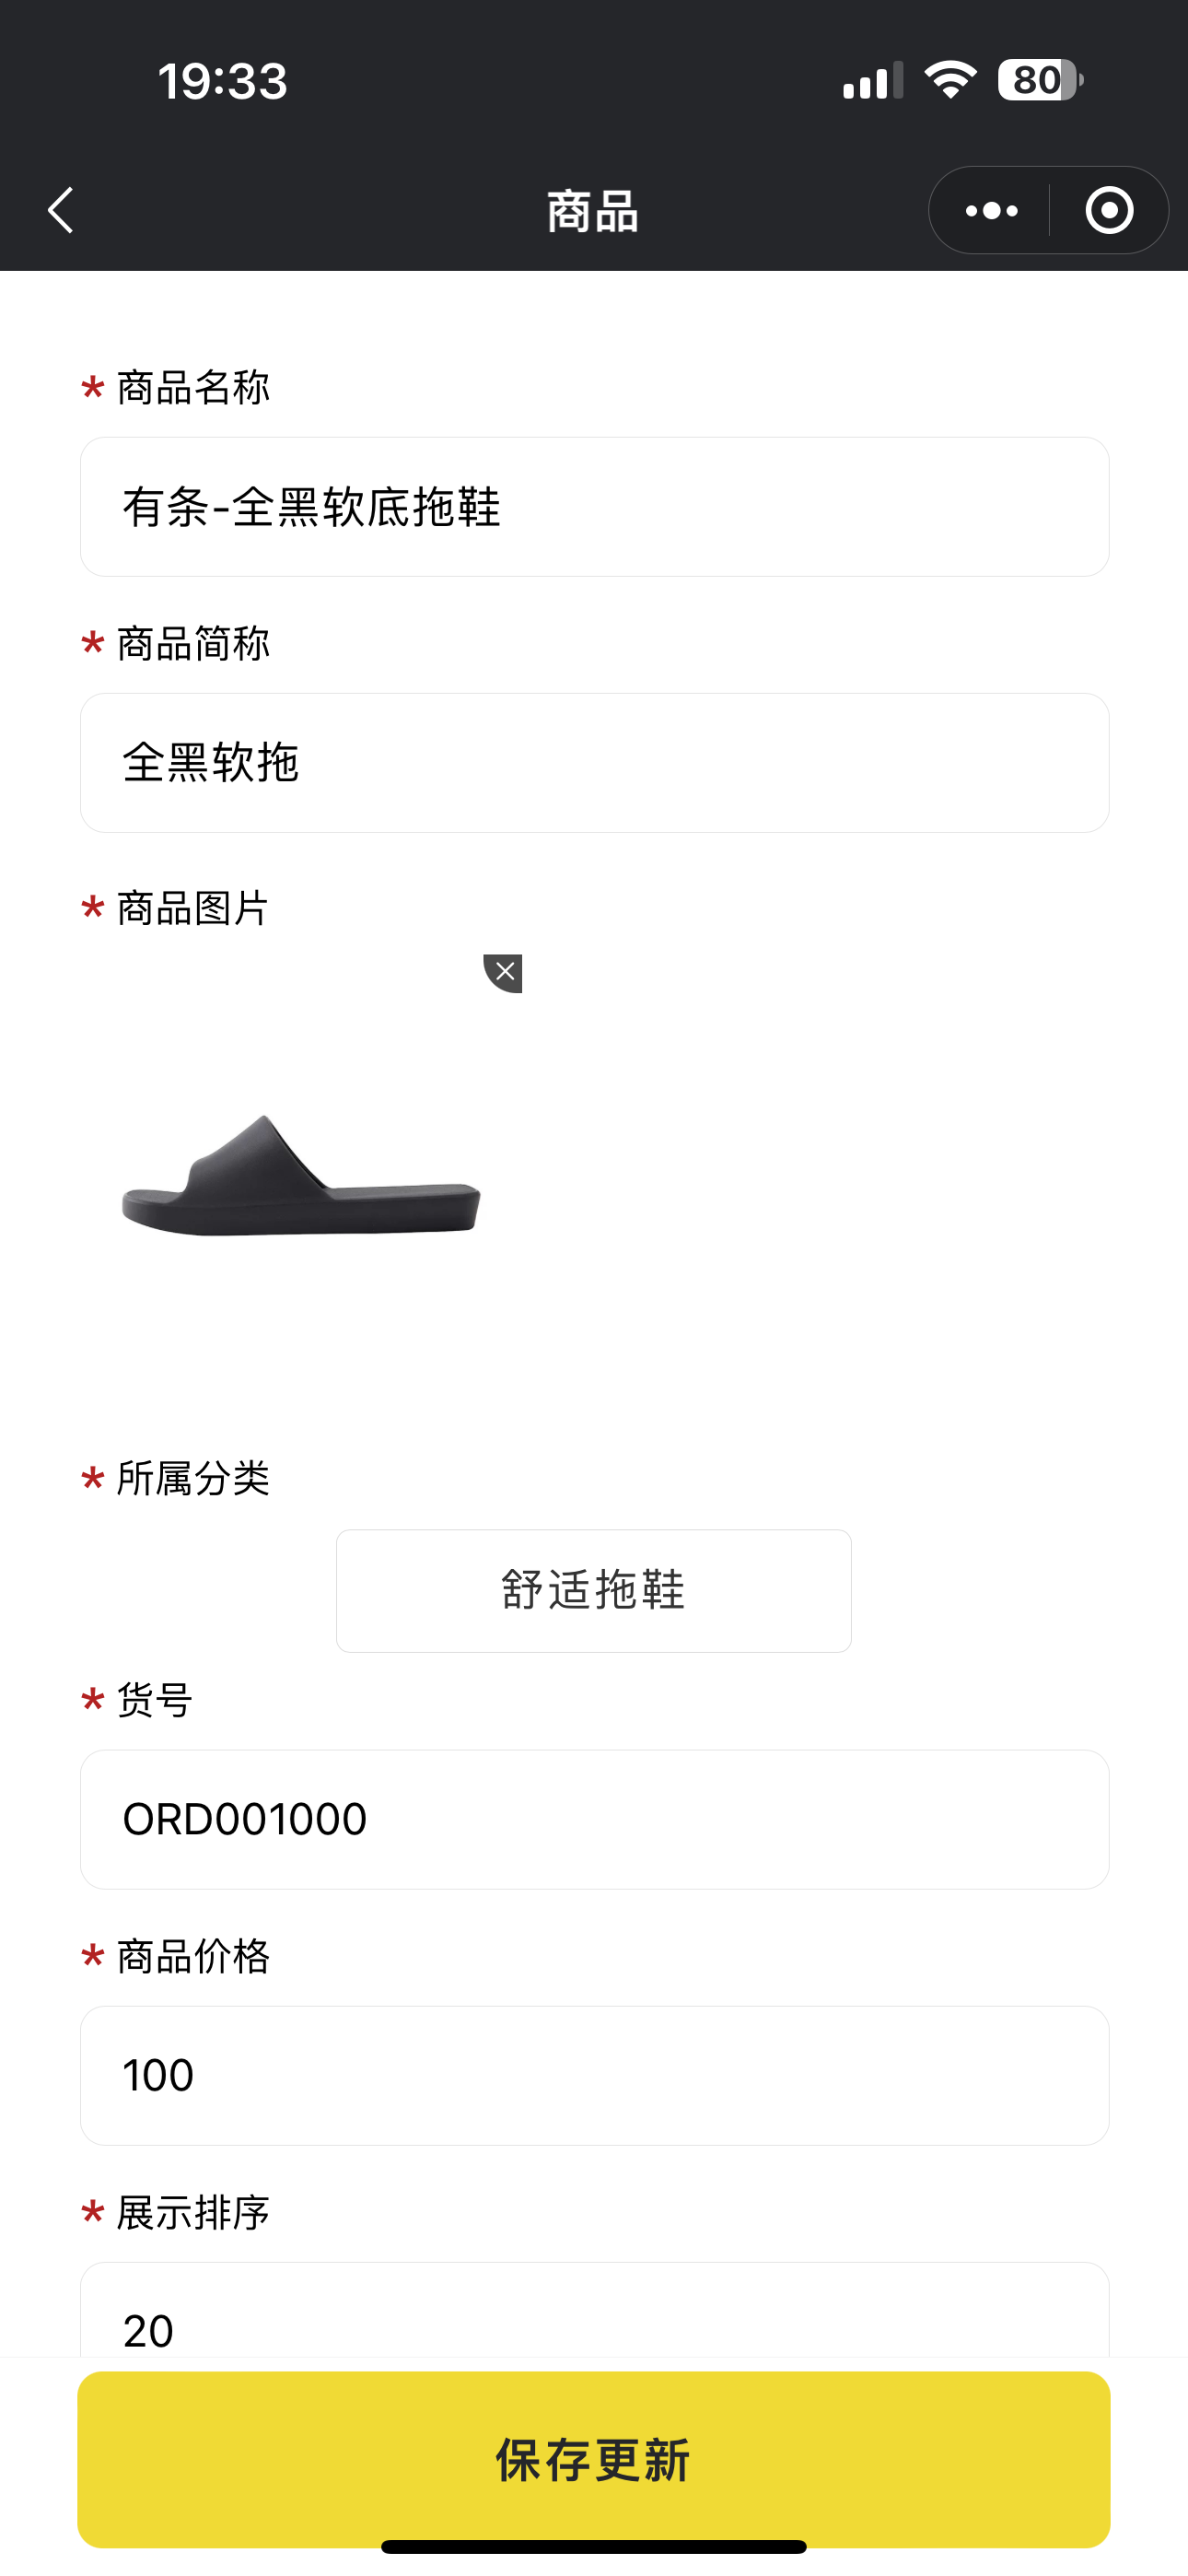 19:33
80
商品
* 商品名称
有条-全黑软底拖鞋
* 商品简称
全黑软拖
* 商品图片
* 所属分类
舒适拖鞋
* 货号
ORD001000
* 商品价格
100
* 展示排序
20
保存更新